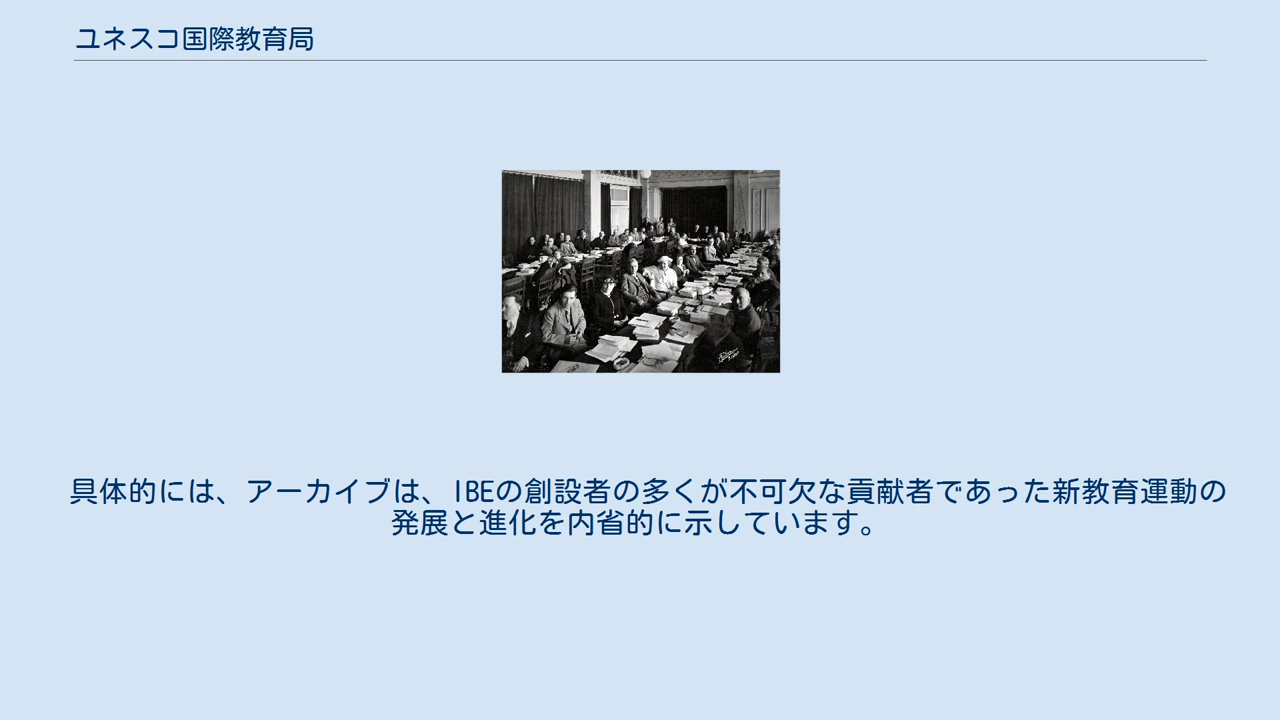 ユネスコ国際教育局
具体的には、アーカイブは、IBEの創設者の多くが不可欠な貢献者であった新教育運動の
発展と進化を内省的に示しています。